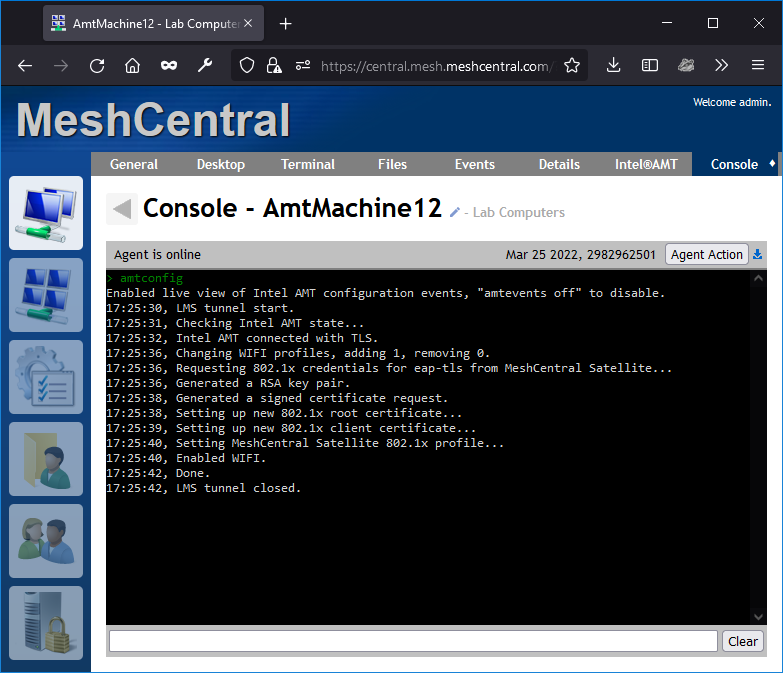 AmtMachine12 - Lab Compute
https://central.mesh.meshcentral.com/
MeshCentral
Welcome admin.
General Desktop Terminal Files Events Details Intel®AMT Console
Console - AmtMachine12 - Lab Computers
Agent is online Mar 25 2022, 2982962501 Agent Action
> amtconfig
Enabled live view of Intel AMT configuration events, "amtevents off" to disable.
17:25:30, LMS tunnel start.
17:25:31, Checking Intel AMT state...
17:25:32, Intel AMT connected with TLS.
17:25:36, Changing WIFI profiles, adding 1, removing 0.
17:25:36, Requesting 802.1x credentials for eap-tls from MeshCentral Satellite...
17:25:36, Generated a RSA key pair.
17:25:38, Generated a signed certificate request.
17:25:38, Setting up new 802.1x root certificate...
17:25:39, Setting up new 802.1x client certificate...
17:25:40, Setting MeshCentral Satellite 802.1x profile...
17:25:40, Enabled WIFI.
17:25:42, Done.
17:25:42, LMS tunnel closed.
Clear